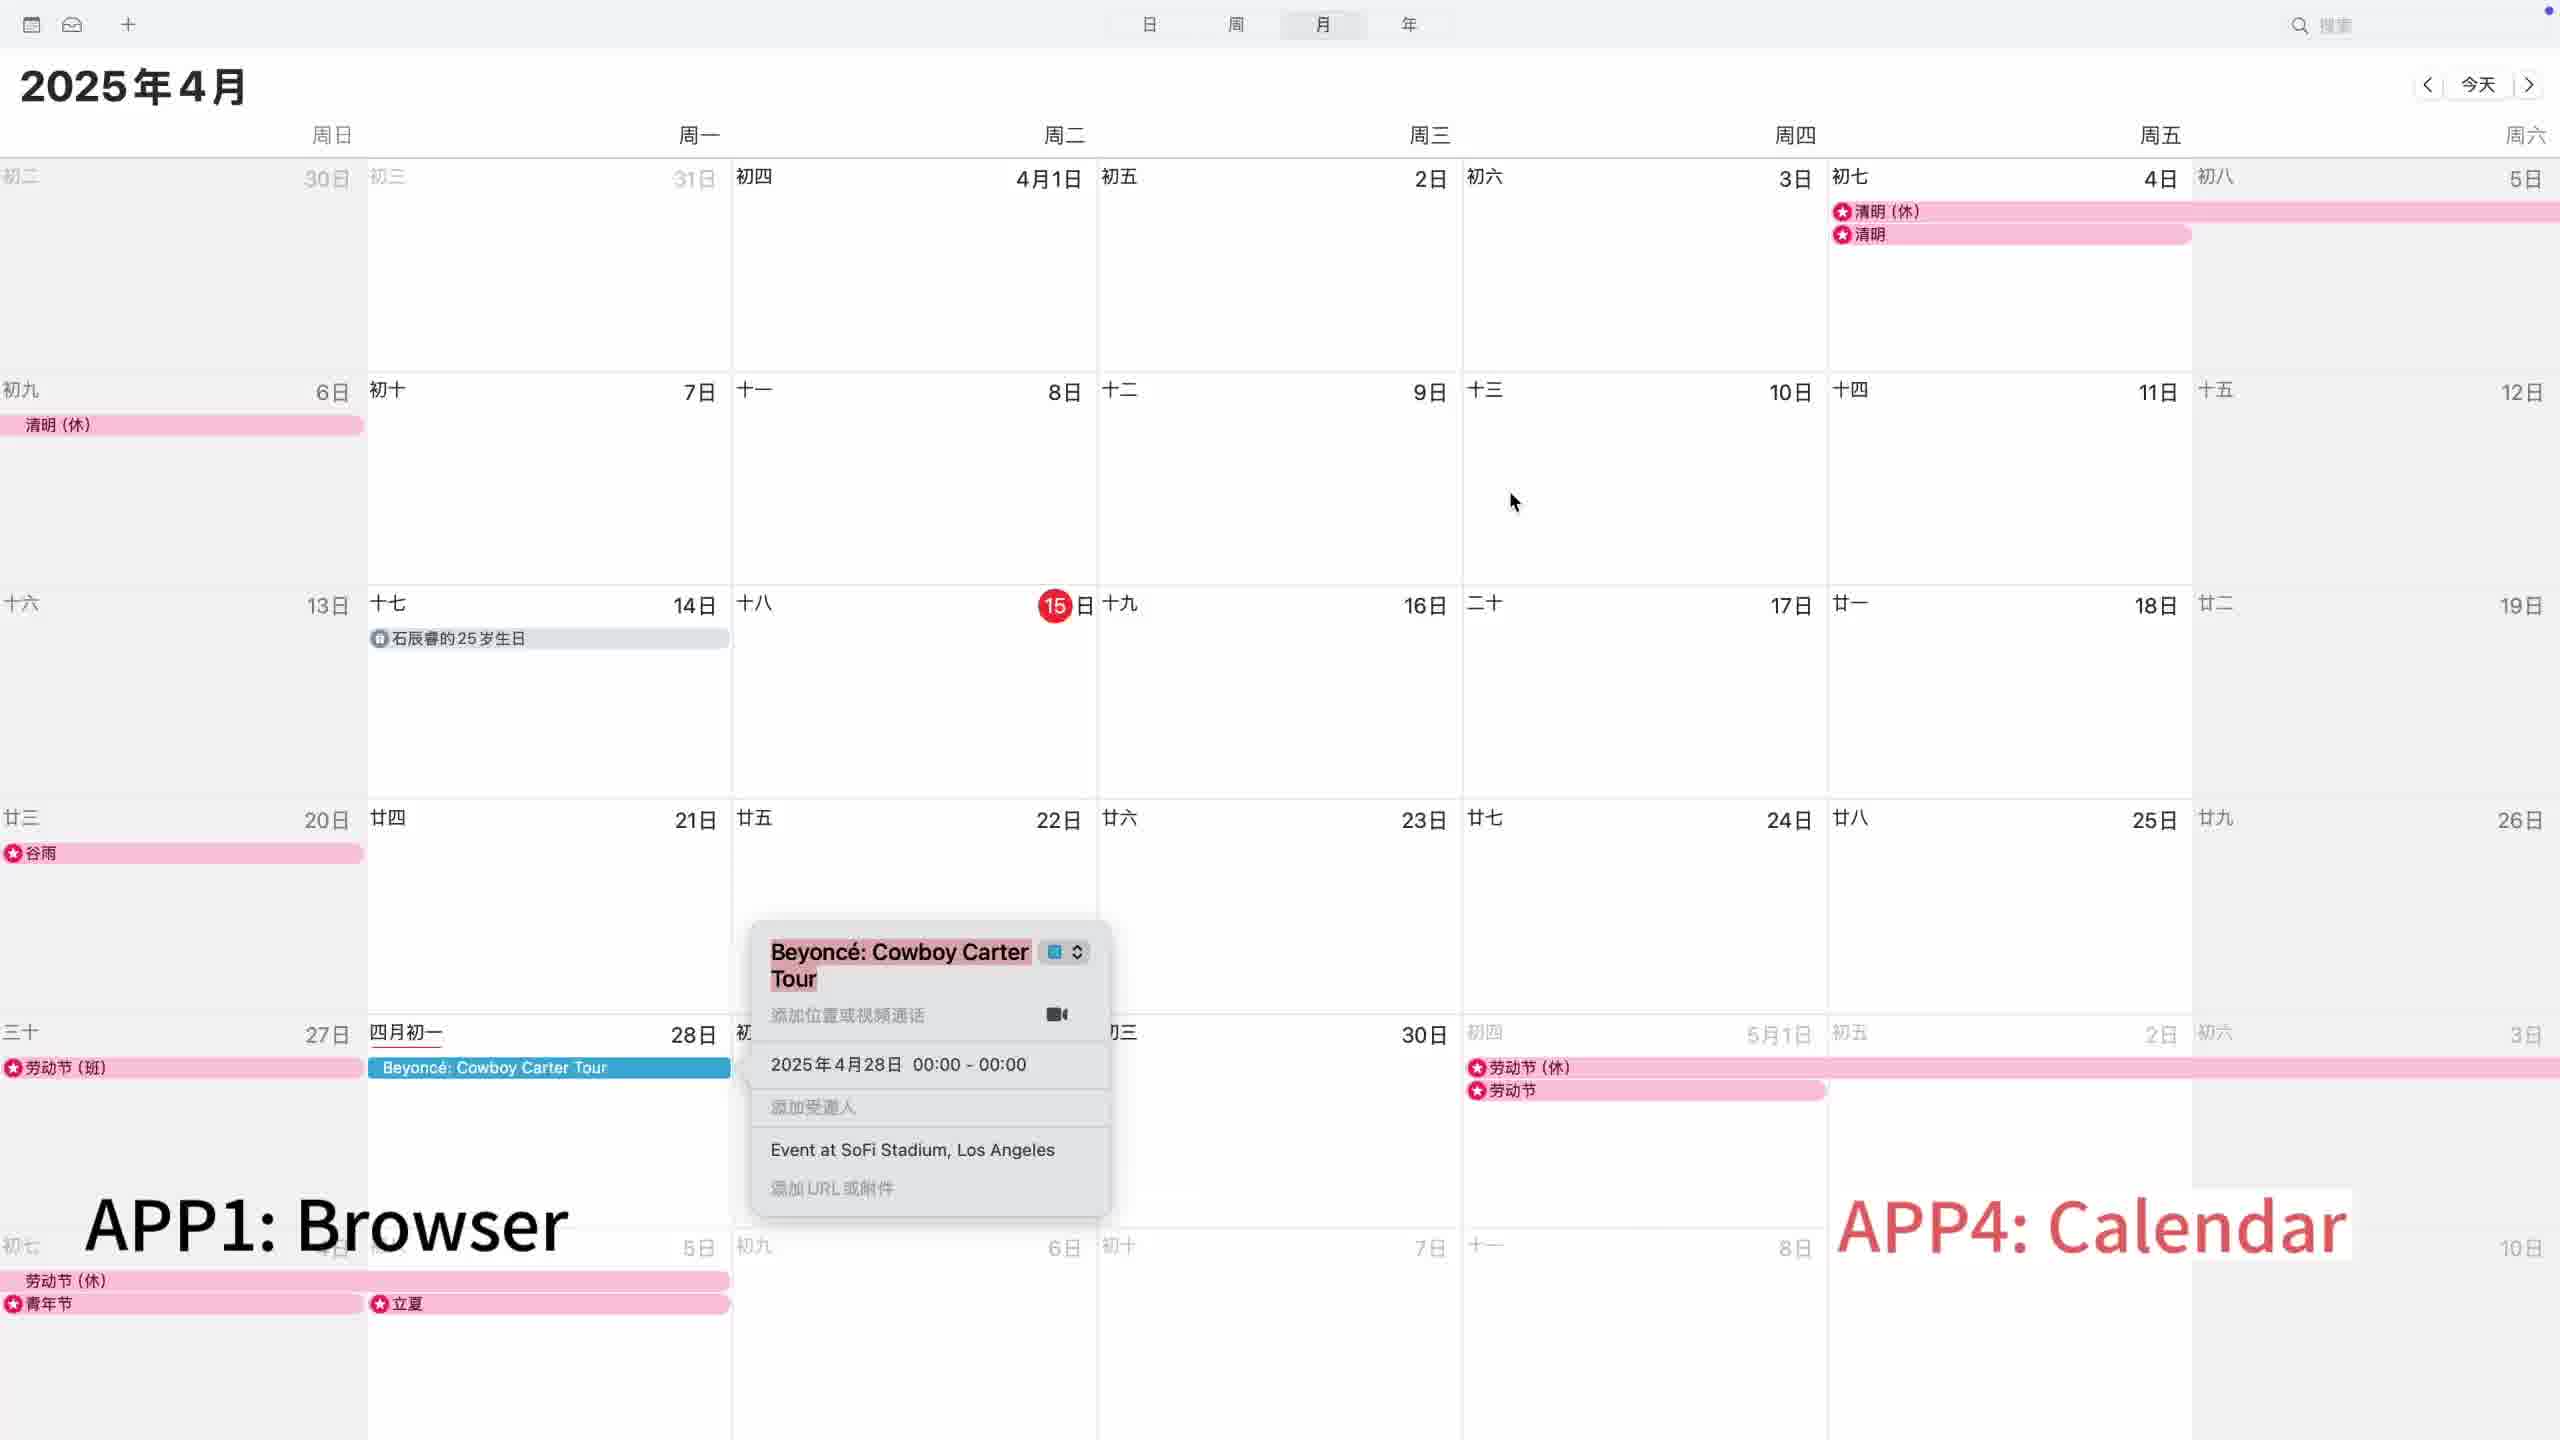 日 周 月 年 搜索
2025年4月 今天
周日 周一 周二 周三 周四 周五 周六
初二 30日 初三 31日 初四 4月1日 初五 2日 初六 3日 初七 4日 初八 5日
清明 (休)
清明
初九 6日 初十 7日 十一 8日 十二 9日 十三 10日 十四 11日 十五 12日
清明 (休)
十六 13日 十七 14日 十八 15日 十九 16日 二十 17日 廿一 18日 廿二 19日
石辰睿的25岁生日
廿三 20日 廿四 21日 廿五 22日 廿六 23日 廿七 24日 廿八 25日 廿九 26日
谷雨
Beyoncé: Cowboy Carter
Tour
添加位置或视频通话
三十 27日 四月初一 28日 初三 30日 初四 5月1日 初五 2日 初六 3日
劳动节 (班) Beyoncé: Cowboy Carter Tour 2025年4月28日 00:00 - 00:00 劳动节 (休)
劳动节
添加受邀人
Event at SoFi Stadium, Los Angeles
添加 URL 或附件
APP1: Browser APP4: Calendar
初七 4日 5日 初九 6日 初十 7日 十一 8日 10日
劳动节 (休)
青年节 立夏